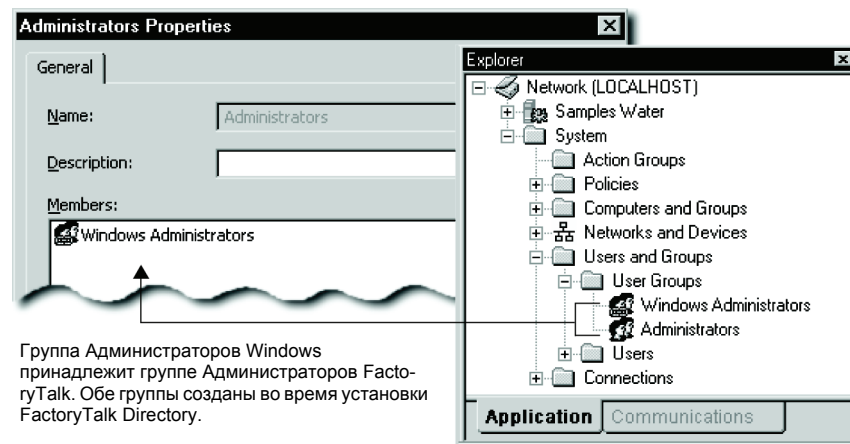 Administrators Properties
General
Name:
Administrators
Description:
Members:
Windows Administrators
Explorer
Network (LOCALHOST)
Samples Water
System
Action Groups
Policies
Computers and Groups
Networks and Devices
Users and Groups
User Groups
Windows Administrators
Administrators
Users
Connections
Application
Communications
Группа Администраторов Windows
принадлежит группе Администраторов Facto-
ryTalk. Обе группы созданы во время установки
FactoryTalk Directory.